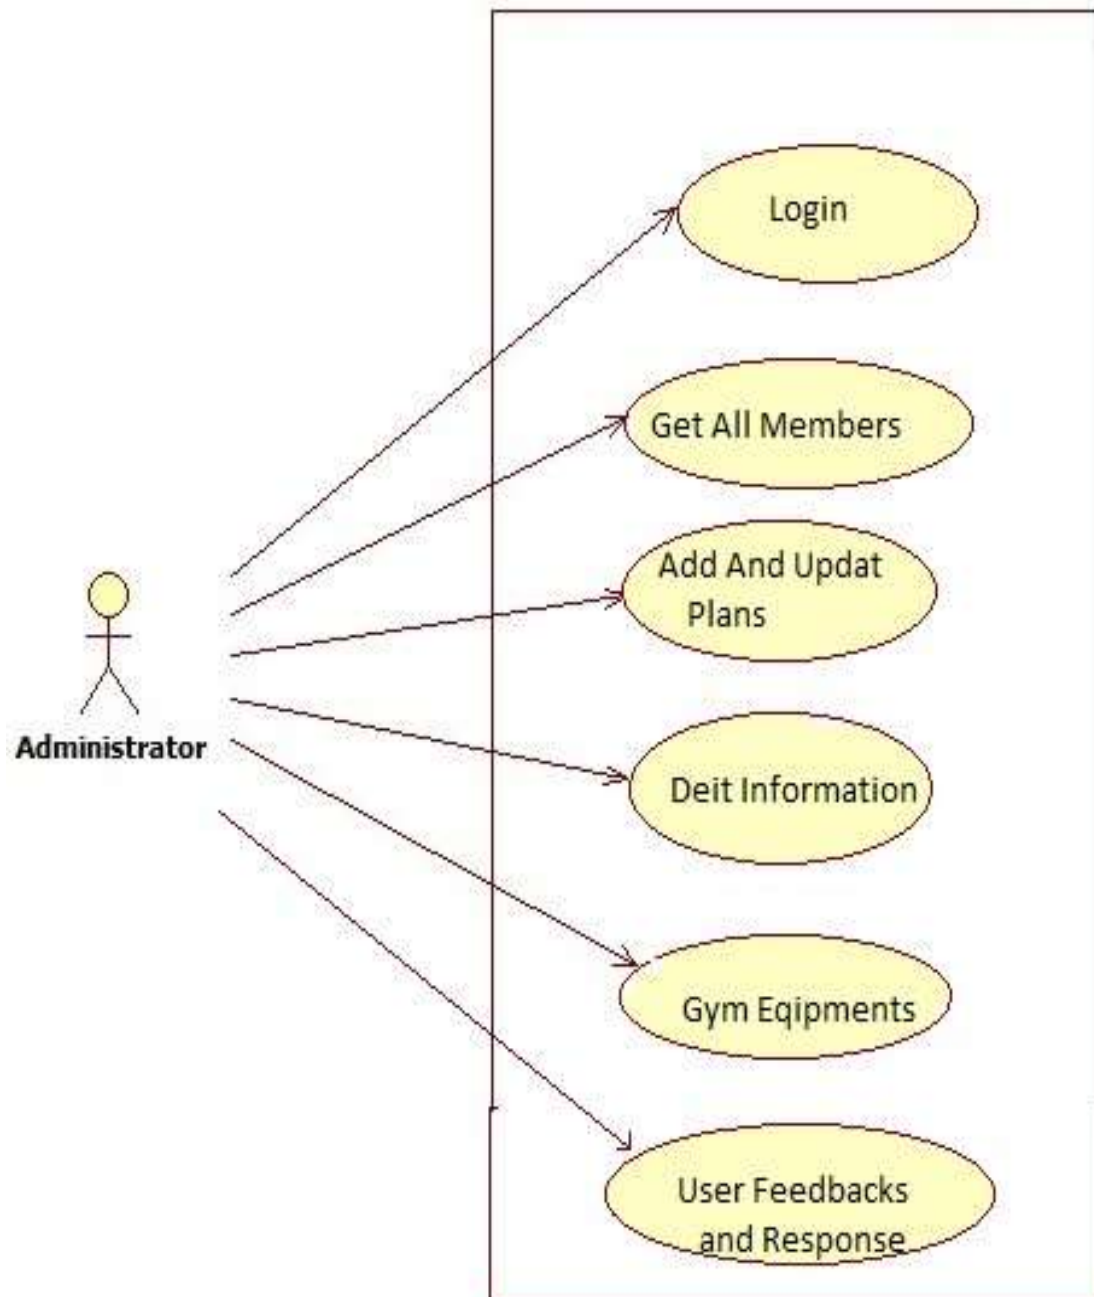 Login
Get All Members
Add And Updat
Plans
Administrator
Deit Information
Gym Eqipments
User Feedbacks
and Response